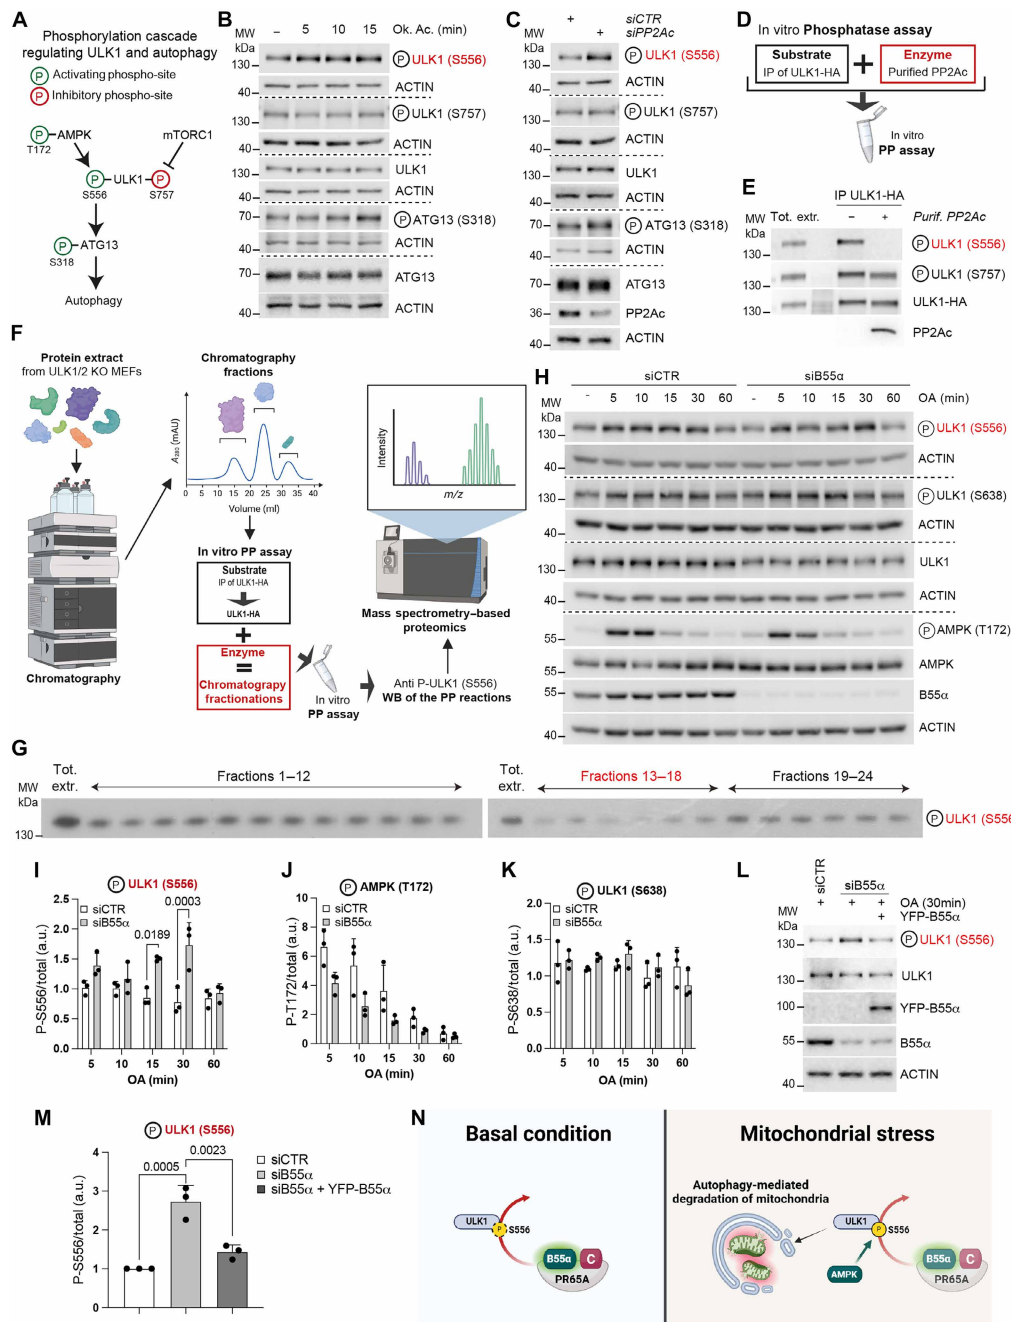 A
Phosphorylation cascade
regulating ULK1 and autophagy
P Activating phospho-site
P Inhibitory phospho-site
P AMPK mTORC1
T172
P ULK1 P
S556 S757
P ATG13
S318
Autophagy
B
– 5 10 15 Ok. Ac. (min)
MW
kDa
130 P ULK1 (S556)
40 ACTIN
130 P ULK1 (S757)
40 ACTIN
130 ULK1
40 ACTIN
70 P ATG13 (S318)
40 ACTIN
70 ATG13
40 ACTIN
C
+ siCTR
+ siPP2Ac
MW
kDa
130 P ULK1 (S556)
40 ACTIN
130 P ULK1 (S757)
40 ACTIN
130 ULK1
40 ACTIN
70 P ATG13 (S318)
40 ACTIN
70 ATG13
36 PP2Ac
40 ACTIN
D
In vitro Phosphatase assay
Substrate
IP of ULK1-HA
+
Enzyme
Purified PP2Ac
In vitro
PP assay
E
IP ULK1-HA
Tot. extr. – + Purif. PP2Ac
MW
kDa
130 P ULK1 (S556)
130 P ULK1 (S757)
130 ULK1-HA
PP2Ac
F
Protein extract
from ULK1/2 KO MEFs
Chromatography
Chromatography
fractions
A280 (mAU)
0 5 10 15 20 25 30 35 40
Volume (ml)
In vitro PP assay
Substrate
IP of ULK1-HA
ULK1-HA
+
Enzyme
=
Chromatograpy
fractionations
In vitro
PP assay
Anti P-ULK1 (S556)
WB of the PP reactions
Mass spectrometry–based
proteomics
Intensity
m/z
G
Tot.
extr.
Fractions 1–12
Tot.
extr.
Fractions 13–18
Fractions 19–24
MW
kDa
130
P ULK1 (S556
H
siCTR siB55α
- 5 10 15 30 60 - 5 10 15 30 60 OA (min)
MW
kDa
130 P ULK1 (S556)
40 ACTIN
130 P ULK1 (S638)
40 ACTIN
130 ULK1
40 ACTIN
55 P AMPK (T172)
55 AMPK
55 B55α
40 ACTIN
I
P ULK1 (S556)
siCTR
siB55α
0.0189
0.0003
P-S556/total (a.u.)
2.5
2.0
1.5
1.0
0.5
0.0
5 10 15 30 60
OA (min)
J
P AMPK (T172)
siCTR
siB55α
P-T172/total (a.u.)
10
8
6
4
2
0
5 10 15 30 60
OA (min)
K
P ULK1 (S638)
siCTR
siB55α
P-S638/total (a.u.)
2.0
1.5
1.0
0.5
0.0
5 10 15 30 60
OA (min)
L
siCTR
siB55α
+ + + OA (30min)
+ YFP-B55α
MW
kDa
130 P ULK1 (S556)
130 ULK1
100 YFP-B55α
55 B55α
40 ACTIN
M
P ULK1 (S556)
0.0005
0.0023
siCTR
siB55α
siB55α + YFP-B55α
P-S556/total (a.u.)
4
3
2
1
0
N
Basal condition
ULK1 P S556
B55α C
PR65A
Mitochondrial stress
Autophagy-mediated
degradation of mitochondria
ULK1 P S556
AMPK
B55α C
PR65A